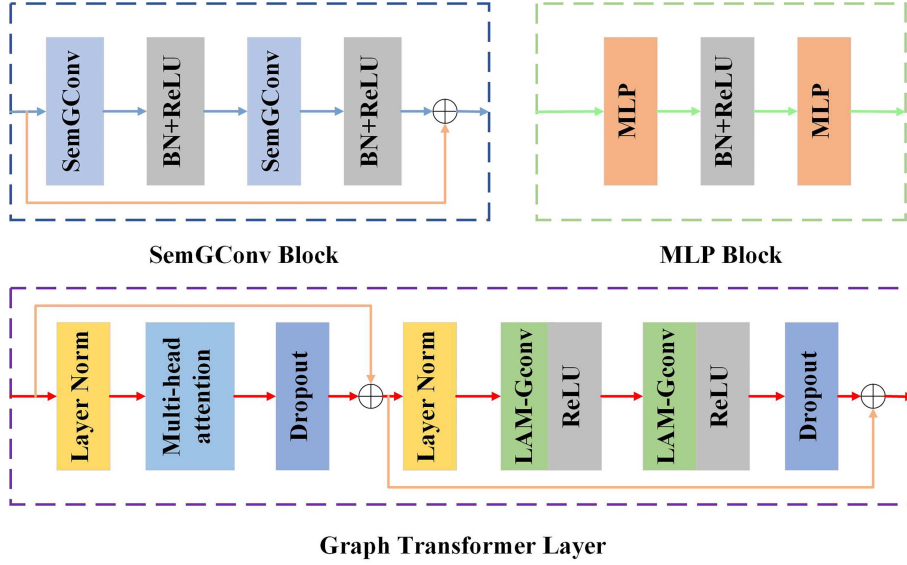 SemGConv
BN+ReLU
SemGConv
BN+ReLU
SemGConv Block
MLP
BN+ReLU
MLP
MLP Block
Layer Norm
Multi-head
attention
Dropout
Layer Norm
LAM-Gconv
ReLU
LAM-Gconv
ReLU
Dropout
Graph Transformer Layer